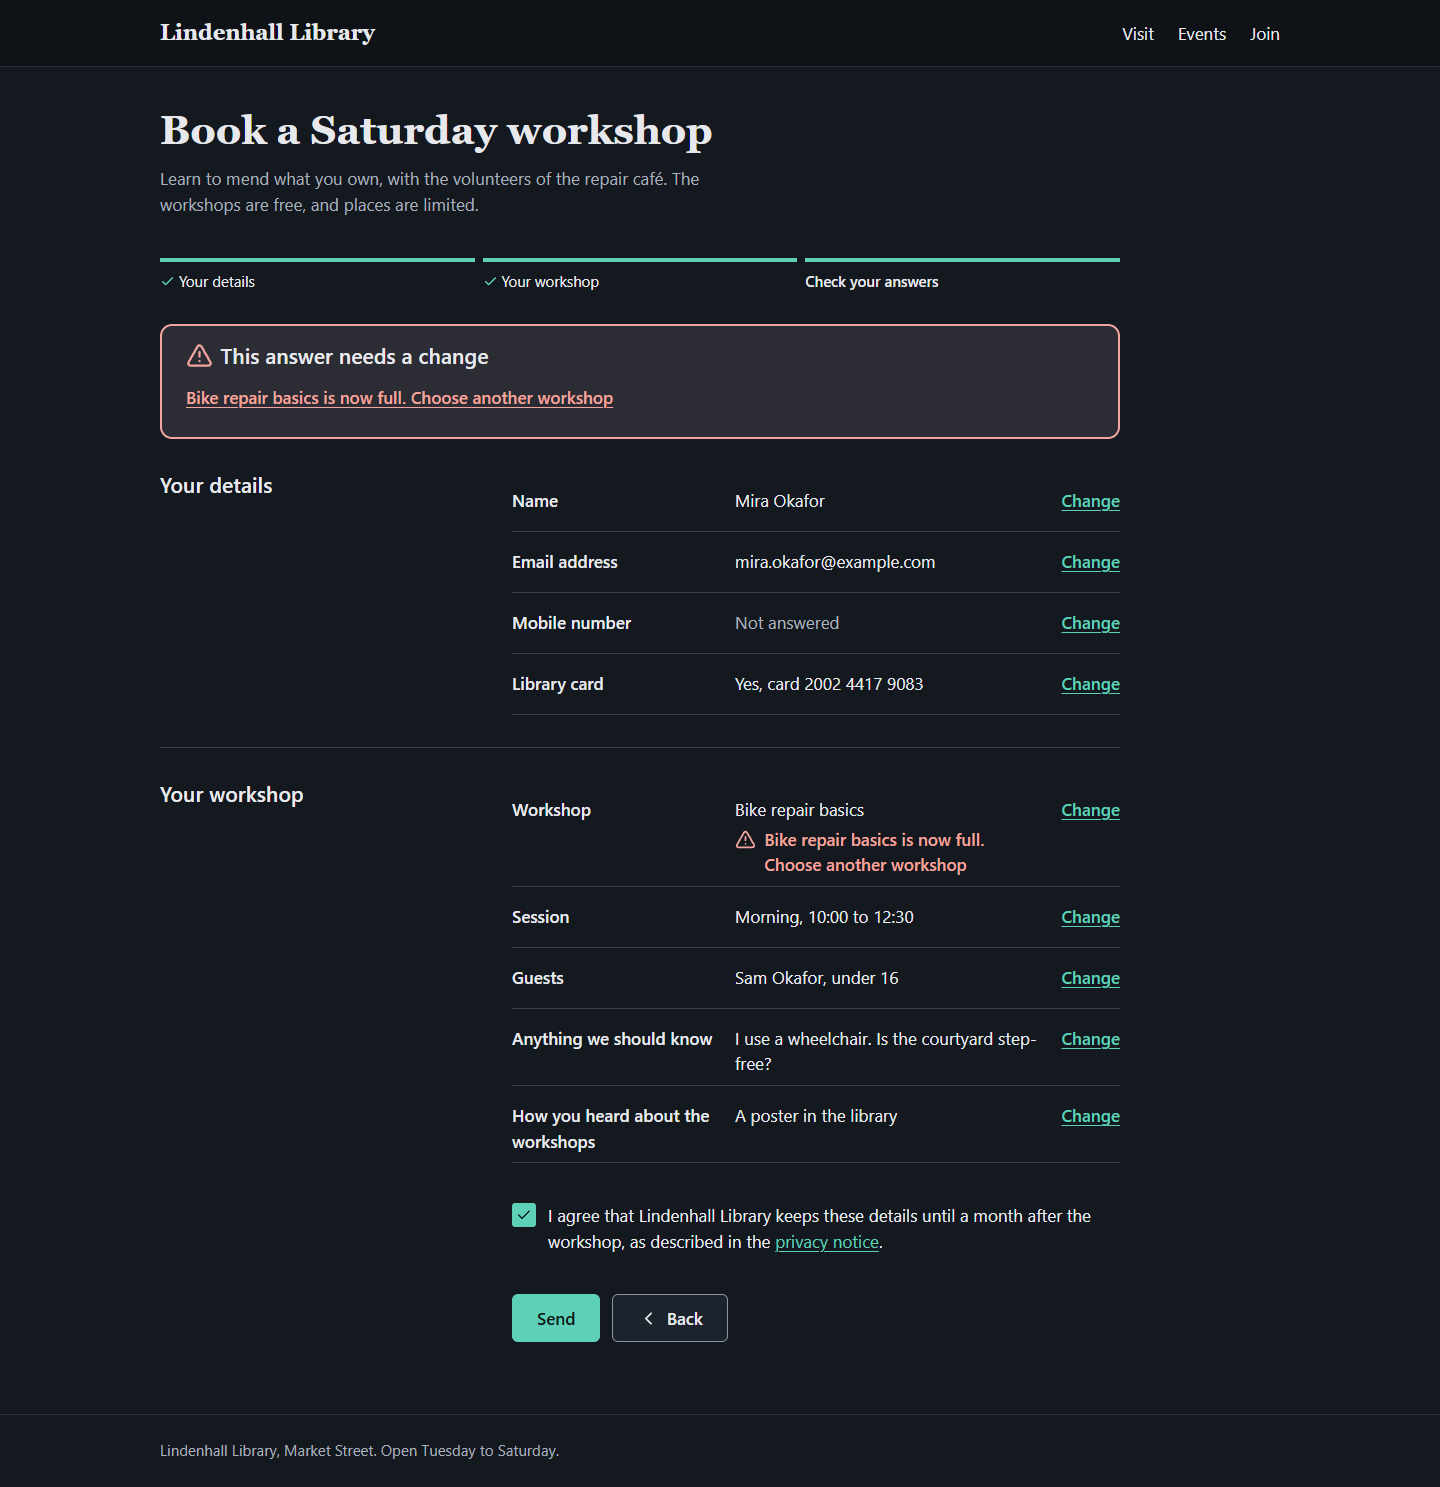 Lindenhall Library
Visit Events Join
Book a Saturday workshop
Learn to mend what you own, with the volunteers of the repair café. The
workshops are free, and places are limited.
Your details
Your workshop
Check your answers
This answer needs a change
Bike repair basics is now full. Choose another workshop
Your details
Name Mira Okafor Change
Email address mira.okafor@example.com Change
Mobile number Not answered Change
Library card Yes, card 2002 4417 9083 Change
Your workshop
Workshop Bike repair basics Change
Bike repair basics is now full.
Choose another workshop
Session Morning, 10:00 to 12:30 Change
Guests Sam Okafor, under 16 Change
Anything we should know I use a wheelchair. Is the courtyard step- Change
free?
How you heard about the A poster in the library Change
workshops
I agree that Lindenhall Library keeps these details until a month after the
workshop, as described in the privacy notice.
Send Back
Lindenhall Library, Market Street. Open Tuesday to Saturday.